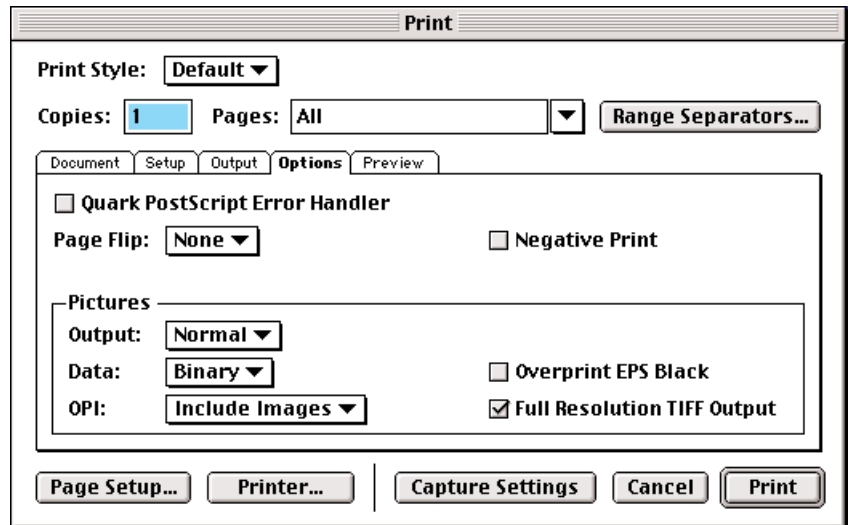 Print
Print Style: Default
Copies: 1 Pages: All Range Separators...
Document Setup Output Options Preview
Quark PostScript Error Handler
Page Flip: None Negative Print
Pictures
Output: Normal
Data: Binary Overprint EPS Black
OPI: Include Images Full Resolution TIFF Output
Page Setup... Printer... Capture Settings Cancel Print